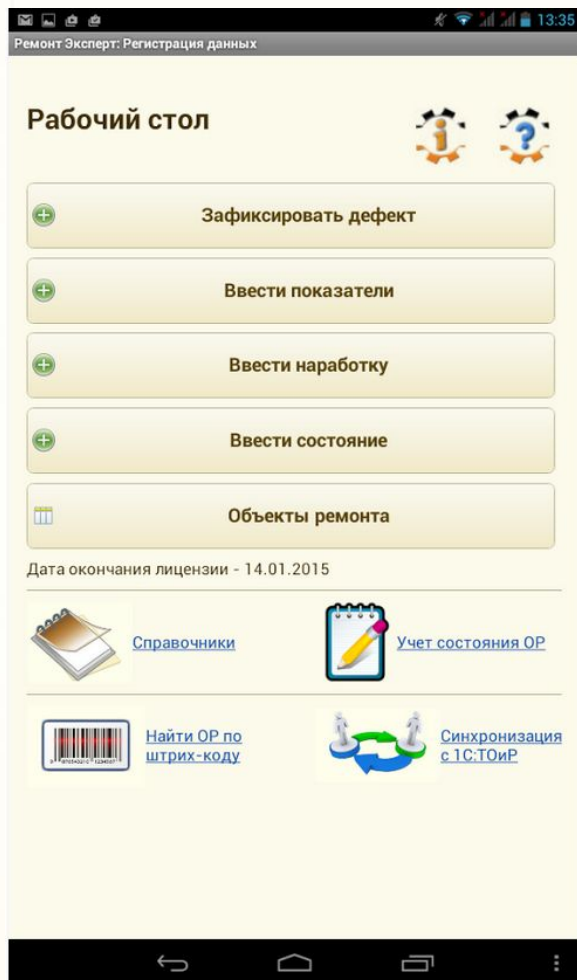 13:35
Ремонт Эксперт: Регистрация данных
Рабочий стол
Зафиксировать дефект
Ввести показатели
Ввести наработку
Ввести состояние
Объекты ремонта
Дата окончания лицензии - 14.01.2015
Справочники
Учет состояния ОР
Найти ОР по
штрих-коду
Синхронизация
с 1С:ТОиР